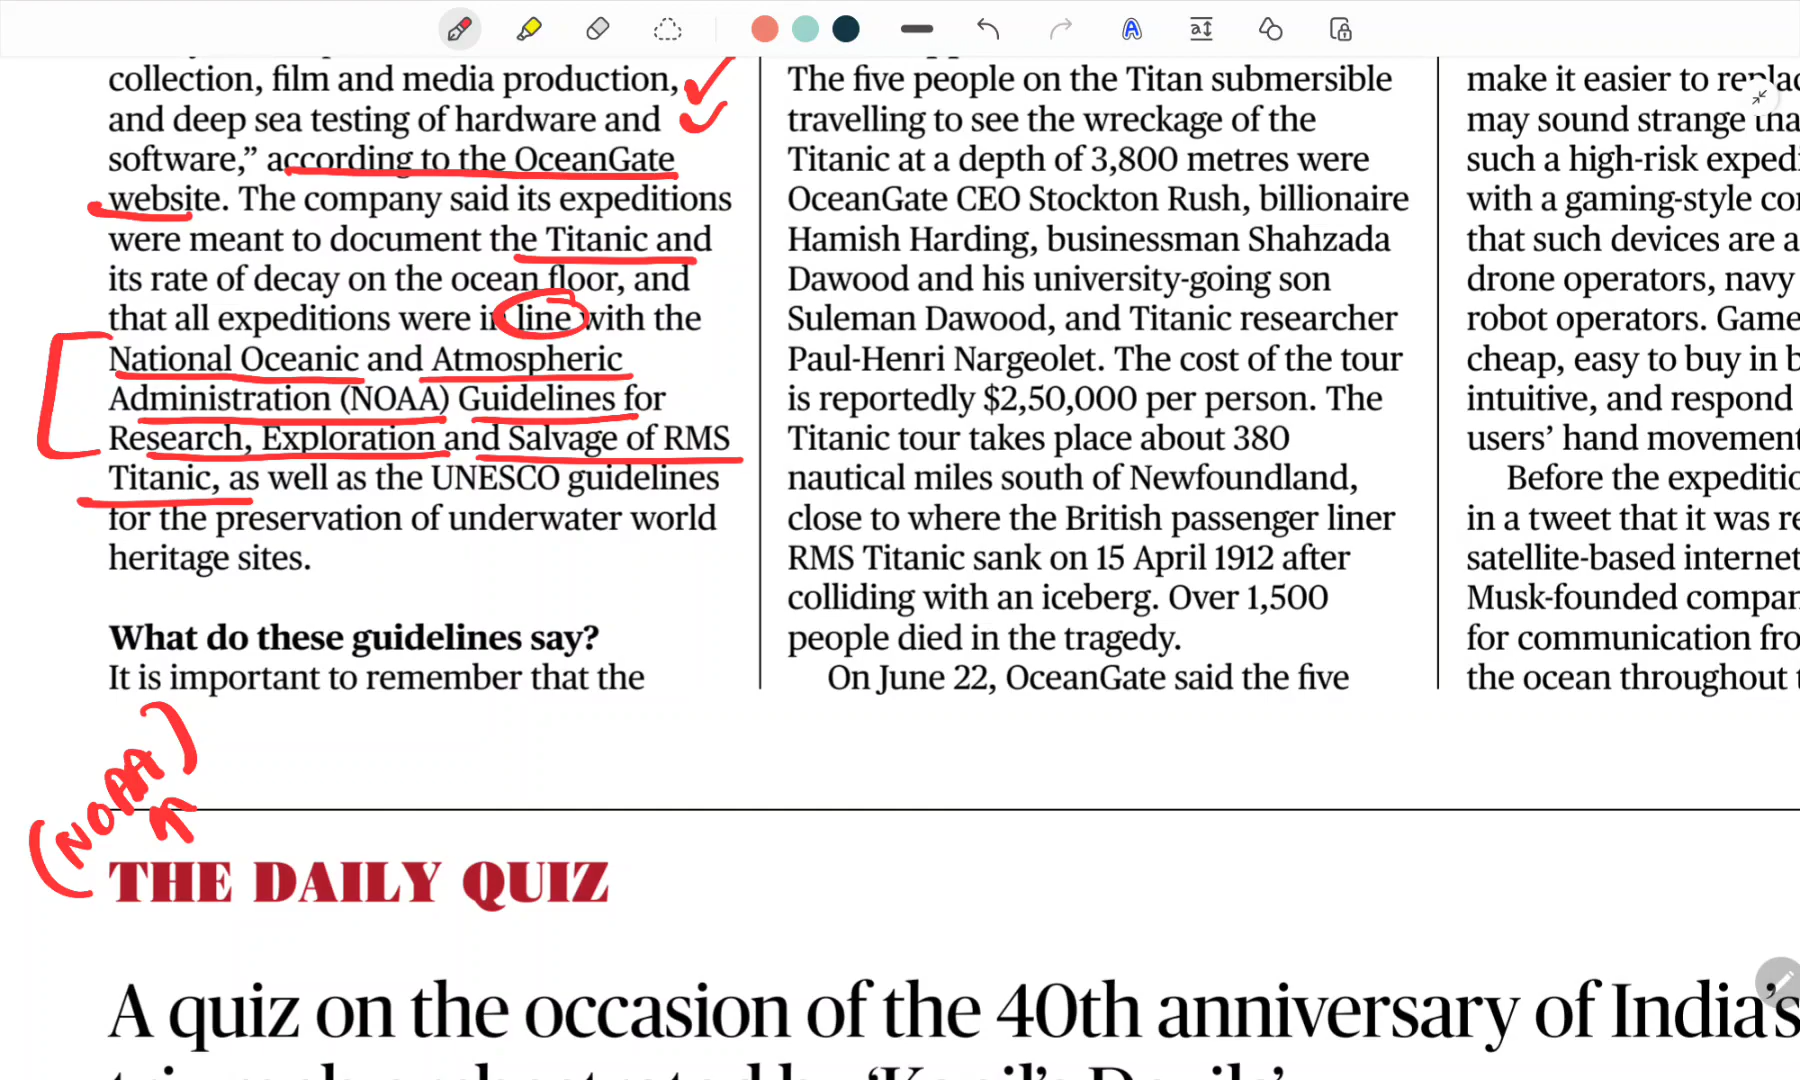 collection, film and media production,
and deep sea testing of hardware and
software,” according to the OceanGate
website. The company said its expeditions
were meant to document the Titanic and
its rate of decay on the ocean floor, and
that all expeditions were in line with the
National Oceanic and Atmospheric
Administration (NOAA) Guidelines for
Research, Exploration and Salvage of RMS
Titanic, as well as the UNESCO guidelines
for the preservation of underwater world
heritage sites.
What do these guidelines say?
It is important to remember that the
The five people on the Titan submersible
travelling to see the wreckage of the
Titanic at a depth of 3,800 metres were
OceanGate CEO Stockton Rush, billionaire
Hamish Harding, businessman Shahzada
Dawood and his university-going son
Suleman Dawood, and Titanic researcher
Paul-Henri Nargeolet. The cost of the tour
is reportedly $2,50,000 per person. The
Titanic tour takes place about 380
nautical miles south of Newfoundland,
close to where the British passenger liner
RMS Titanic sank on 15 April 1912 after
colliding with an iceberg. Over 1,500
people died in the tragedy.
On June 22, OceanGate said the five
make it easier to replac
may sound strange tha
such a high-risk expedi
with a gaming-style co
that such devices are a
drone operators, navy
robot operators. Game
cheap, easy to buy in b
intuitive, and respond
users’ hand movement
Before the expeditio
in a tweet that it was re
satellite-based internet
Musk-founded compan
for communication fro
the ocean throughout t
(NOAA)
THE DAILY QUIZ
A quiz on the occasion of the 40th anniversary of India’s